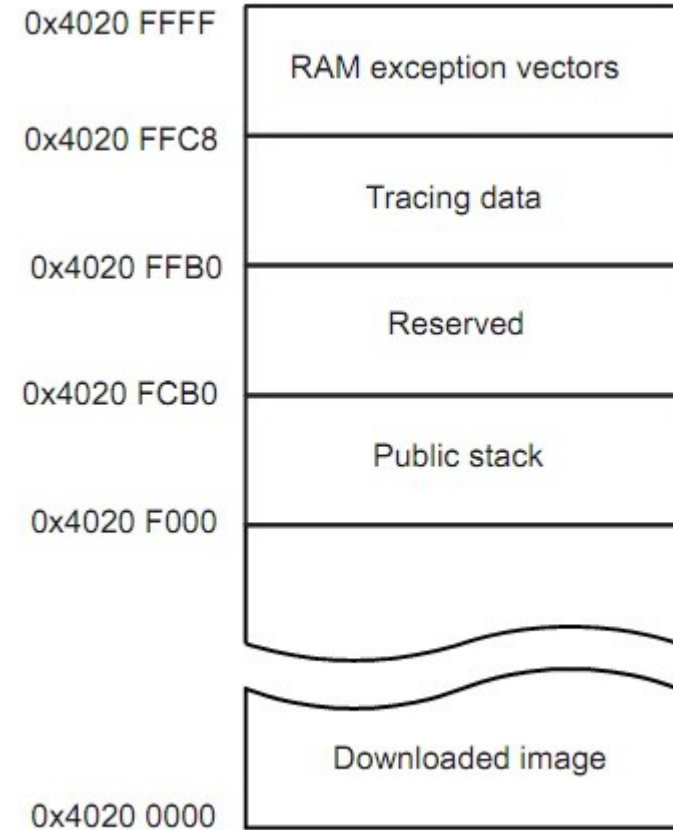 0x4020 FFFF
RAM exception vectors
0x4020 FFC8
Tracing data
0x4020 FFB0
Reserved
0x4020 FCB0
Public stack
0x4020 F000
Downloaded image
0x4020 0000